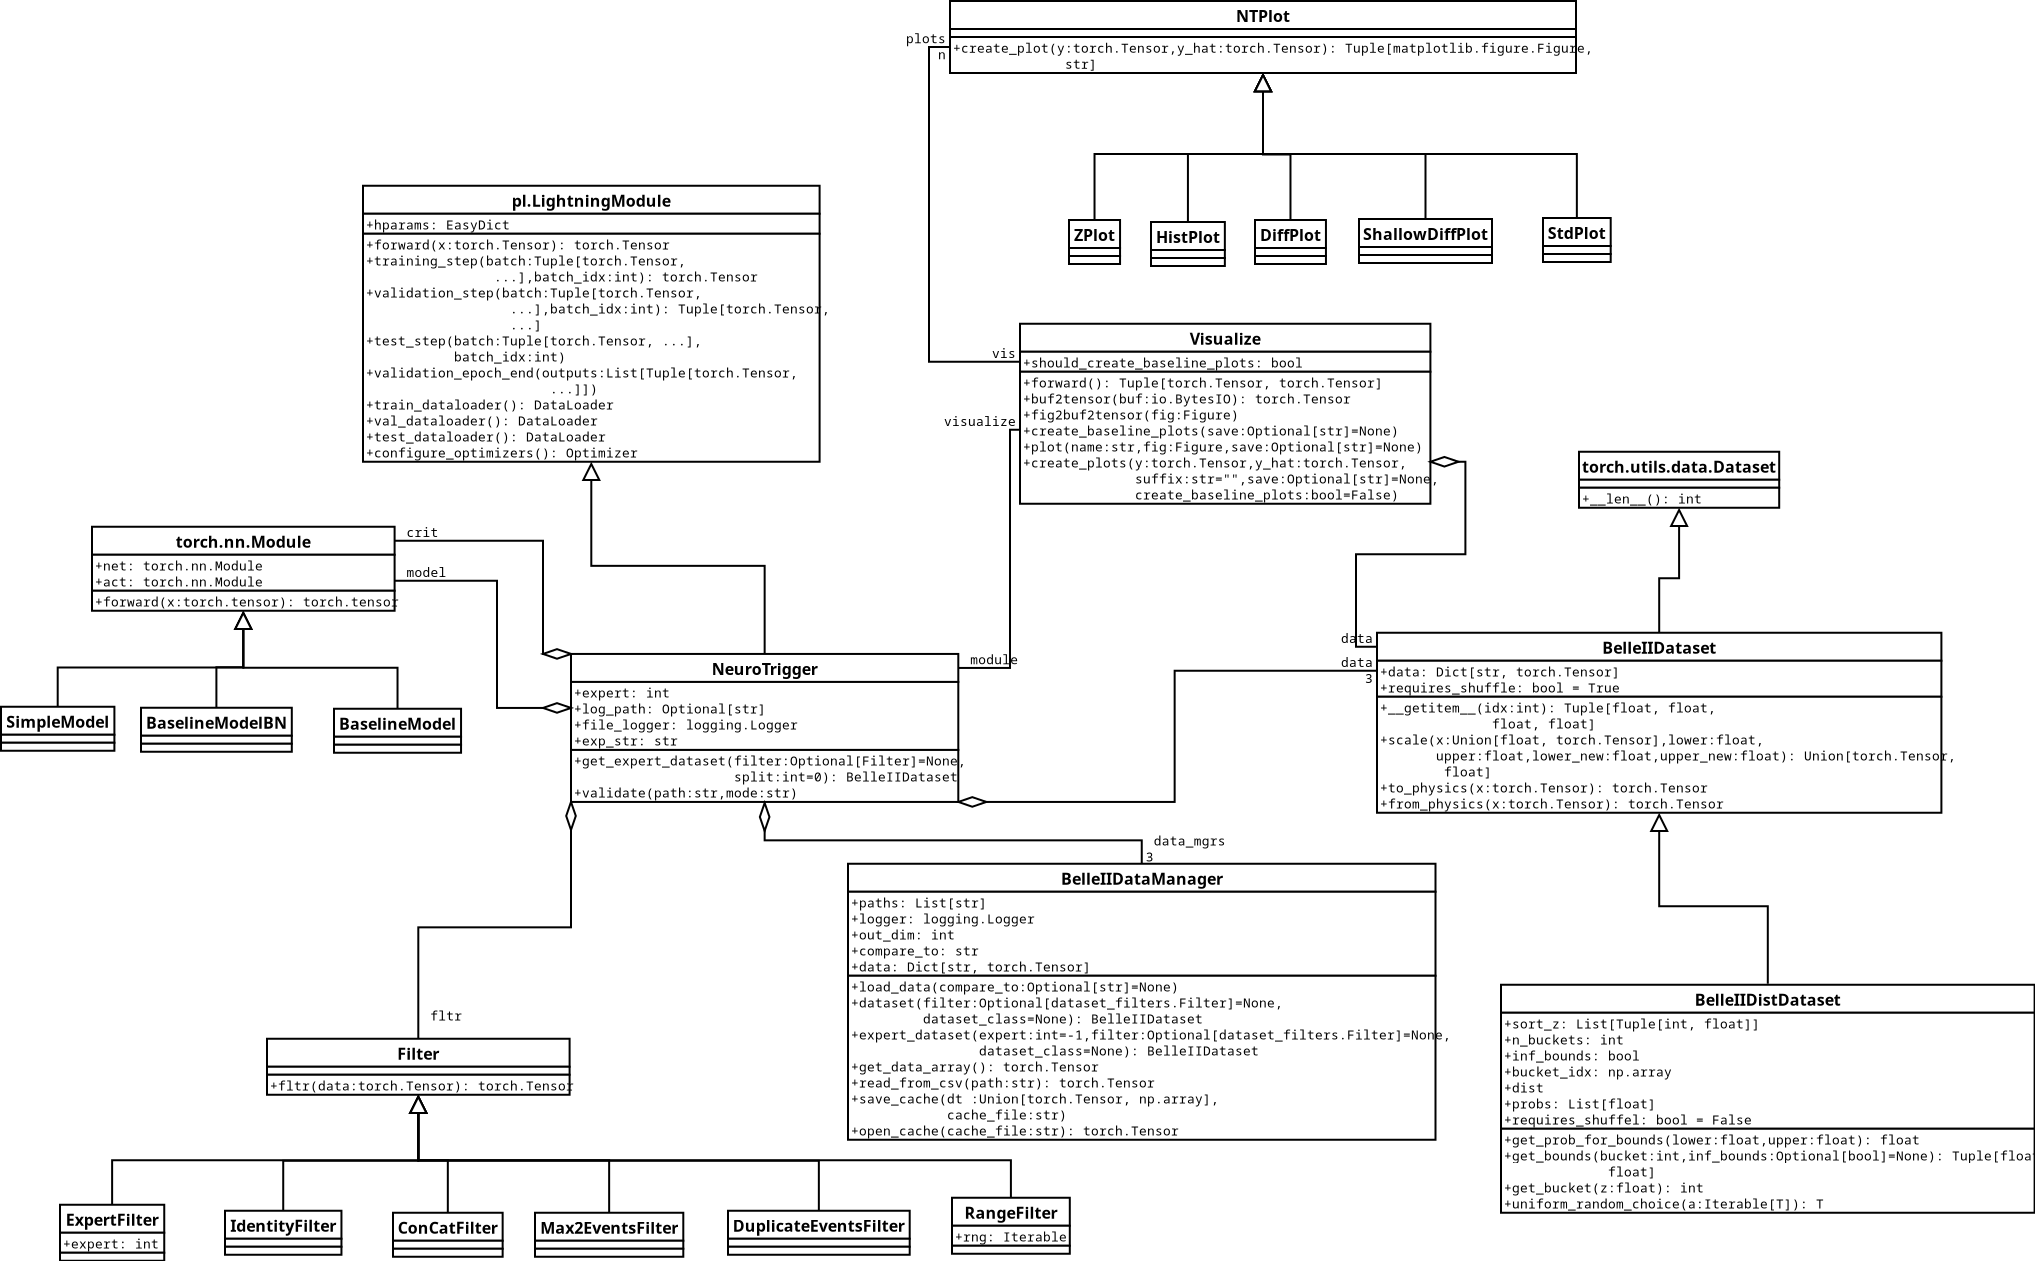 NTPlot
plots
n
+create_plot(y:torch.Tensor,y_hat:torch.Tensor): Tuple[matplotlib.figure.Figure,
str]
ZPlot
HistPlot
DiffPlot
ShallowDiffPlot
StdPlot
pl.LightningModule
+hparams: EasyDict
+forward(x:torch.Tensor): torch.Tensor
+training_step(batch:Tuple[torch.Tensor,
...],batch_idx:int): torch.Tensor
+validation_step(batch:Tuple[torch.Tensor,
...],batch_idx:int): Tuple[torch.Tensor,
...]
+test_step(batch:Tuple[torch.Tensor, ...],
batch_idx:int)
+validation_epoch_end(outputs:List[Tuple[torch.Tensor,
...]])
+train_dataloader(): DataLoader
+val_dataloader(): DataLoader
+test_dataloader(): DataLoader
+configure_optimizers(): Optimizer
vis
visualize
Visualize
+should_create_baseline_plots: bool
+forward(): Tuple[torch.Tensor, torch.Tensor]
+buf2tensor(buf:io.BytesIO): torch.Tensor
+fig2buf2tensor(fig:Figure)
+create_baseline_plots(save:Optional[str]=None)
+plot(name:str,fig:Figure,save:Optional[str]=None)
+create_plots(y:torch.Tensor,y_hat:torch.Tensor,
suffix:str="",save:Optional[str]=None,
create_baseline_plots:bool=False)
torch.utils.data.Dataset
+__len__(): int
torch.nn.Module
+net: torch.nn.Module
+act: torch.nn.Module
+forward(x:torch.tensor): torch.tensor
crit
model
SimpleModel
BaselineModelBN
BaselineModel
NeuroTrigger
+expert: int
+log_path: Optional[str]
+file_logger: logging.Logger
+exp_str: str
+get_expert_dataset(filter:Optional[Filter]=None,
split:int=0): BelleIIDataset
+validate(path:str,mode:str)
module
data
data
3
BelleIIDataset
+data: Dict[str, torch.Tensor]
+requires_shuffle: bool = True
+__getitem__(idx:int): Tuple[float, float,
float, float]
+scale(x:Union[float, torch.Tensor],lower:float,
upper:float,lower_new:float,upper_new:float): Union[torch.Tensor,
float]
+to_physics(x:torch.Tensor): torch.Tensor
+from_physics(x:torch.Tensor): torch.Tensor
data_mgrs
3
BelleIIDataManager
+paths: List[str]
+logger: logging.Logger
+out_dim: int
+compare_to: str
+data: Dict[str, torch.Tensor]
+load_data(compare_to:Optional[str]=None)
+dataset(filter:Optional[dataset_filters.Filter]=None,
dataset_class=None): BelleIIDataset
+expert_dataset(expert:int=-1,filter:Optional[dataset_filters.Filter]=None,
dataset_class=None): BelleIIDataset
+get_data_array(): torch.Tensor
+read_from_csv(path:str): torch.Tensor
+save_cache(dt :Union[torch.Tensor, np.array],
cache_file:str)
+open_cache(cache_file:str): torch.Tensor
BelleIIDistDataset
+sort_z: List[Tuple[int, float]]
+n_buckets: int
+inf_bounds: bool
+bucket_idx: np.array
+dist
+probs: List[float]
+requires_shuffel: bool = False
+get_prob_for_bounds(lower:float,upper:float): float
+get_bounds(bucket:int,inf_bounds:Optional[bool]=None): Tuple[floa
float]
+get_bucket(z:float): int
+uniform_random_choice(a:Iterable[T]): T
fltr
Filter
+fltr(data:torch.Tensor): torch.Tensor
ExpertFilter
+expert: int
IdentityFilter
ConCatFilter
Max2EventsFilter
DuplicateEventsFilter
RangeFilter
+rng: Iterable